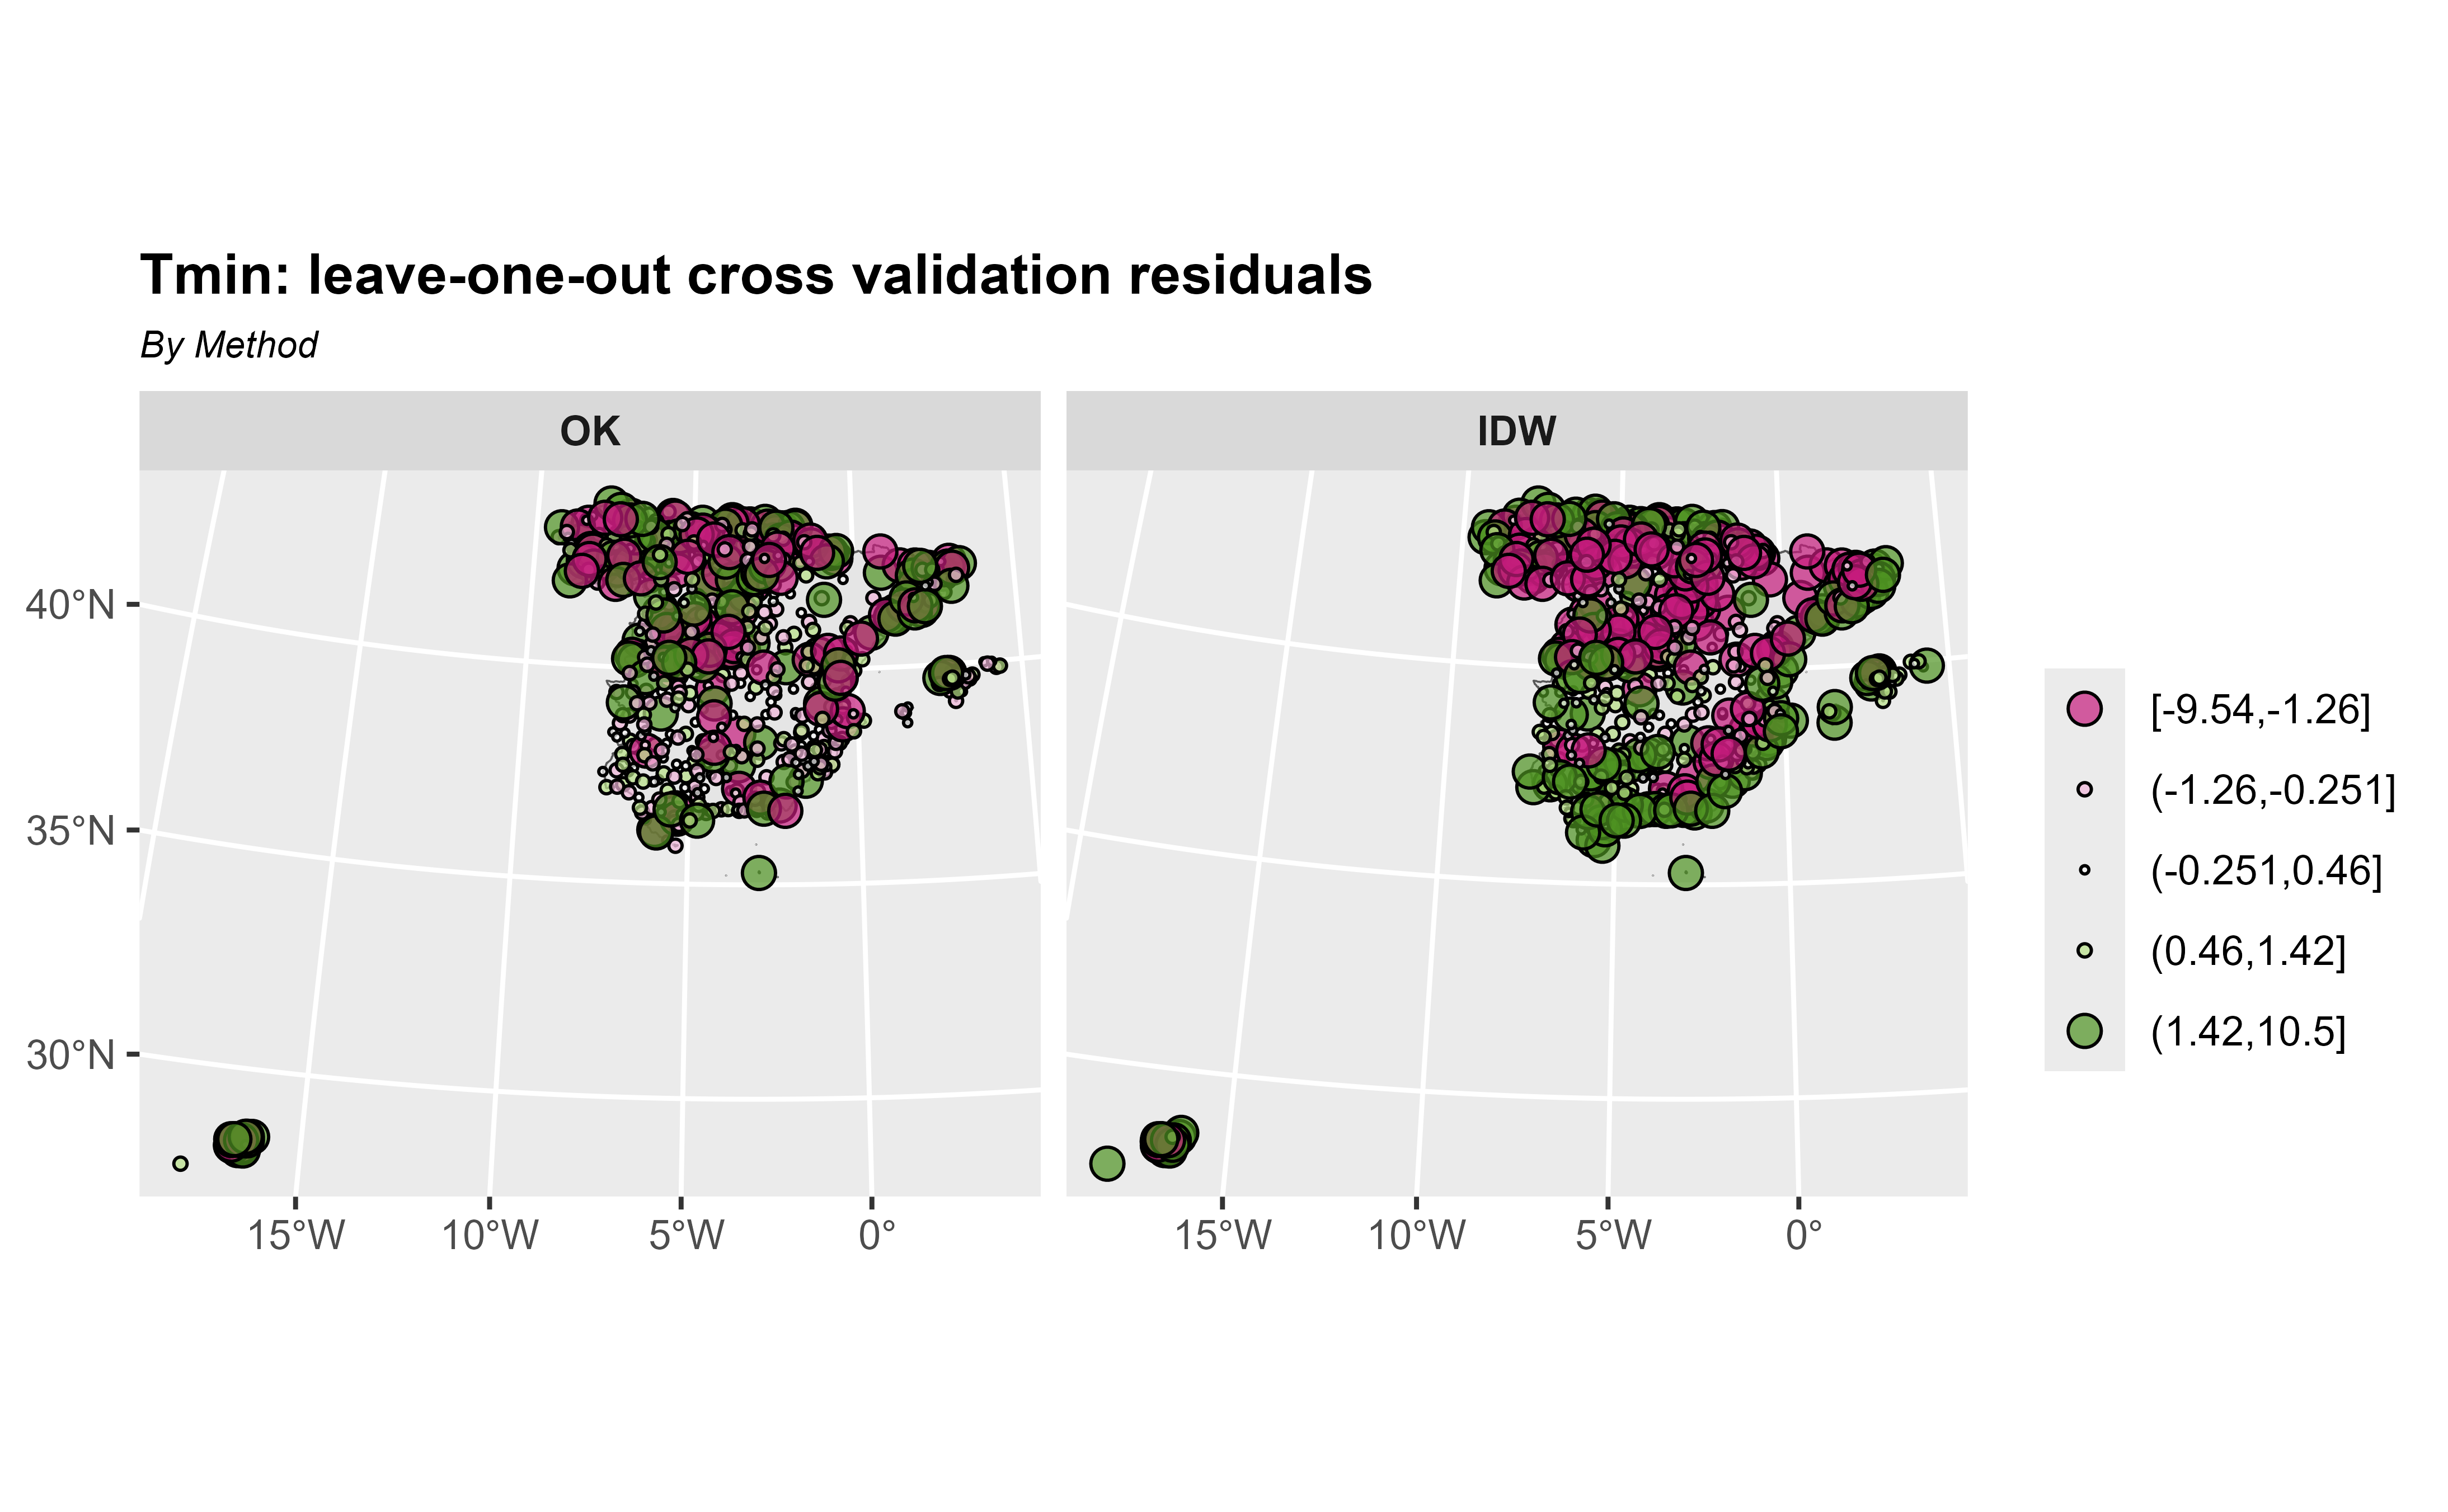 Tmin: leave-one-out cross validation residuals
By Method
OK
IDW
40°N
35°N
30°N
15°W 10°W 5°W 0°
15°W 10°W 5°W 0°
[-9.54,-1.26]
(-1.26,-0.251]
(-0.251,0.46]
(0.46,1.42]
(1.42,10.5]